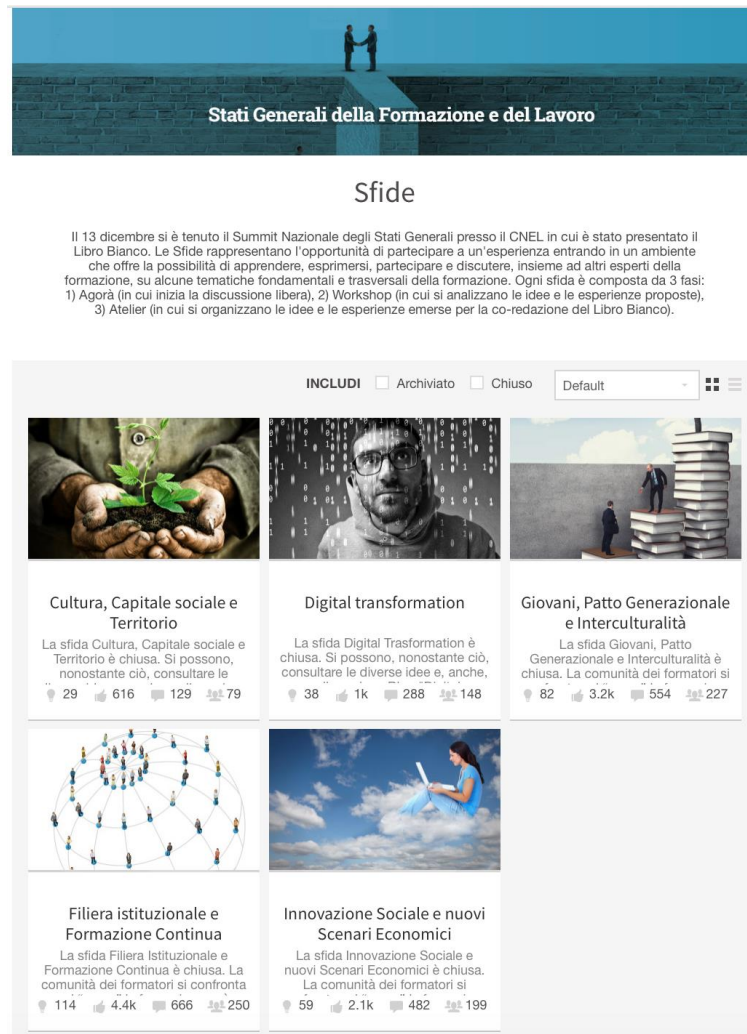 Stati Generali della Formazione e del Lavoro
Sfide
Il 13 dicembre si è tenuto il Summit Nazionale degli Stati Generali presso il CNEL in cui è stato presentato il
Libro Bianco. Le Sfide rappresentano l'opportunità di partecipare a un'esperienza entrando in un ambiente
che offre la possibilità di apprendere, esprimersi, partecipare e discutere, insieme ad altri esperti della
formazione, su alcune tematiche fondamentali e trasversali della formazione. Ogni sfida è composta da 3 fasi:
1) Agorà (in cui inizia la discussione libera), 2) Workshop (in cui si analizzano le idee e le esperienze proposte),
3) Atelier (in cui si organizzano le idee e le esperienze emerse per la co-redazione del Libro Bianco).
INCLUDI Archiviato Chiuso Default
Cultura, Capitale sociale e
Territorio
La sfida Cultura, Capitale sociale e
Territorio è chiusa. Si possono,
nonostante ciò, consultare le
29 616 129 79
Digital transformation
La sfida Digital Trasformation è
chiusa. Si possono, nonostante ciò,
consultare le diverse idee e, anche,
38 1k 288 148
Giovani, Patto Generazionale
e Interculturalità
La sfida Giovani, Patto
Generazionale e Interculturalità è
chiusa. La comunità dei formatori si
82 3.2k 554 227
Filiera istituzionale e
Formazione Continua
La sfida Filiera Istituzionale e
Formazione Continua è chiusa. La
comunità dei formatori si confronta
114 4.4k 666 250
Innovazione Sociale e nuovi
Scenari Economici
La sfida Innovazione Sociale e
nuovi Scenari Economici è chiusa.
La comunità dei formatori si
59 2.1k 482 199